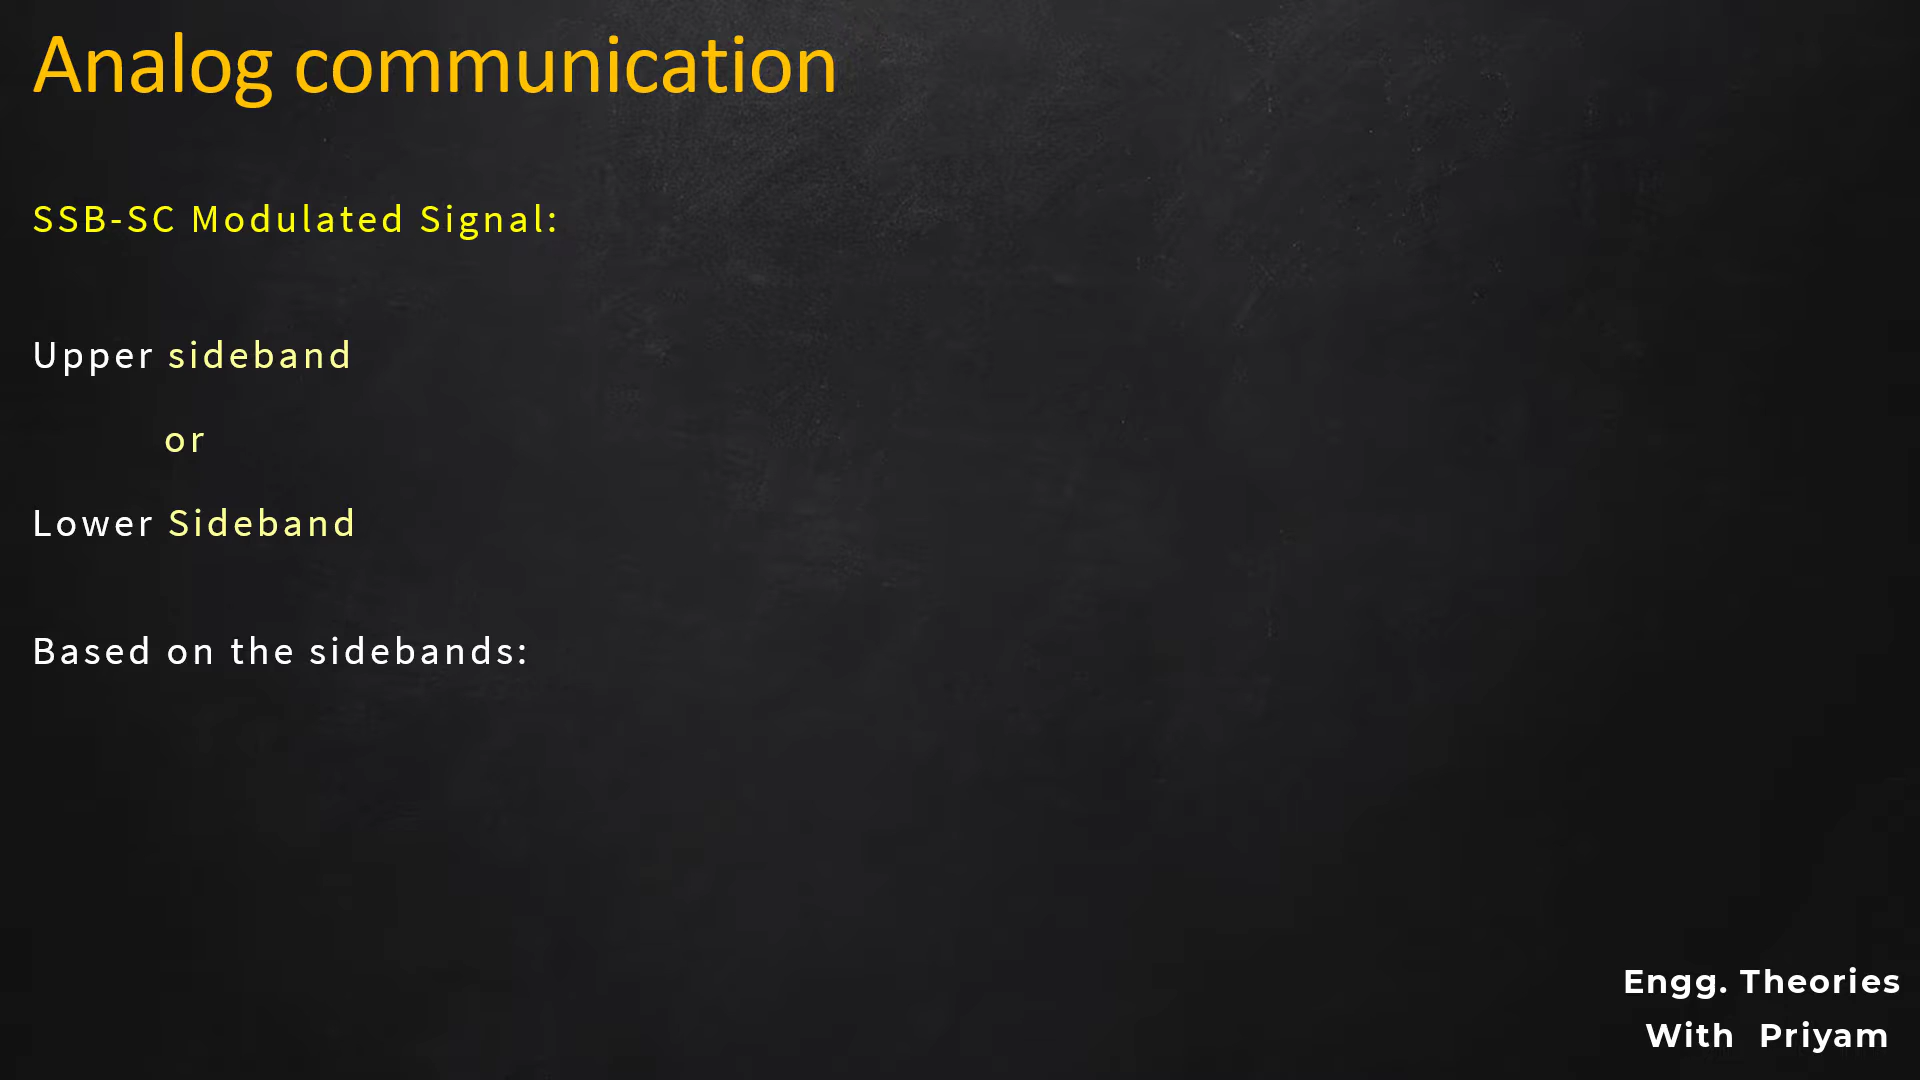 Analog communication
SSB-SC Modulated Signal:
Upper sideband
or
Lower Sideband
Based on the sidebands:
Engg. Theories
With Priyam